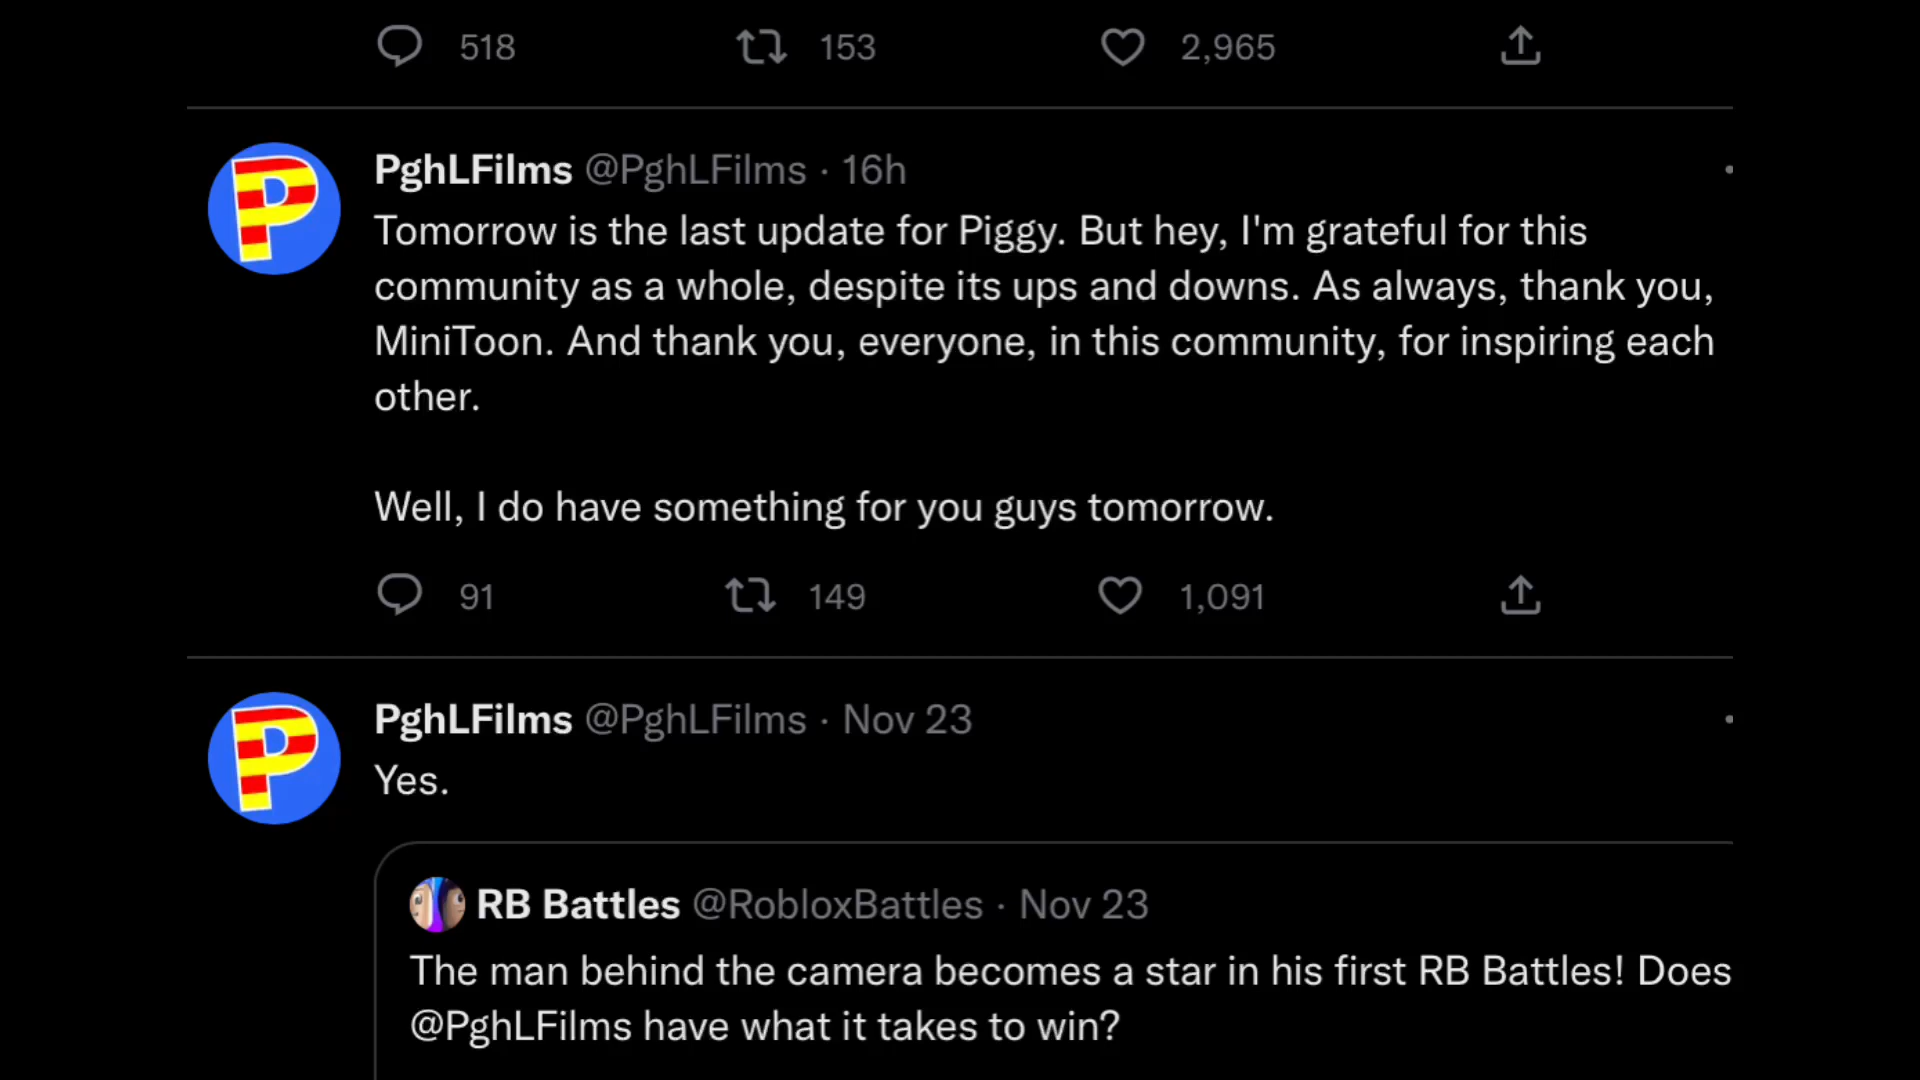 518 153 2,965
PghLFilms @PghLFilms · 16h
Tomorrow is the last update for Piggy. But hey, I'm grateful for this
community as a whole, despite its ups and downs. As always, thank you,
MiniToon. And thank you, everyone, in this community, for inspiring each
other.
Well, I do have something for you guys tomorrow.
91 149 1,091
PghLFilms @PghLFilms · Nov 23
Yes.
RB Battles @RobloxBattles · Nov 23
The man behind the camera becomes a star in his first RB Battles! Does
@PghLFilms have what it takes to win?